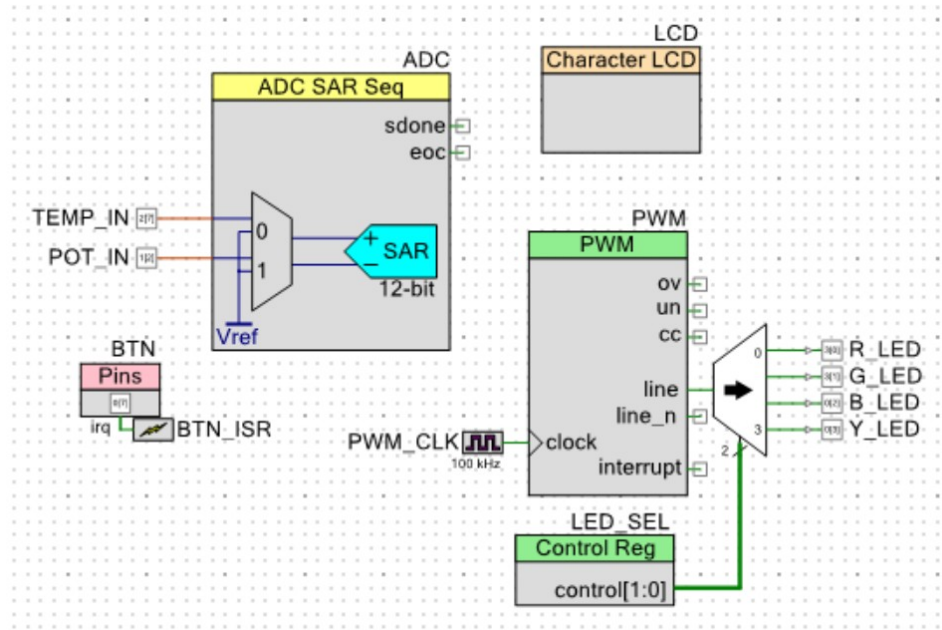 LCD
Character LCD
ADC
ADC SAR Seq
sdone
eoc
TEMP_IN 2[7]
POT_IN 1[2]
0
1
+
−
SAR
12-bit
Vref
BTN
Pins
irq
BTN_ISR
PWM
PWM
ov
un
cc
line
line_n
clock
interrupt
PWM_CLK
100 kHz
0
R_LED
G_LED
B_LED
3
Y_LED
2
LED_SEL
Control Reg
control[1:0]